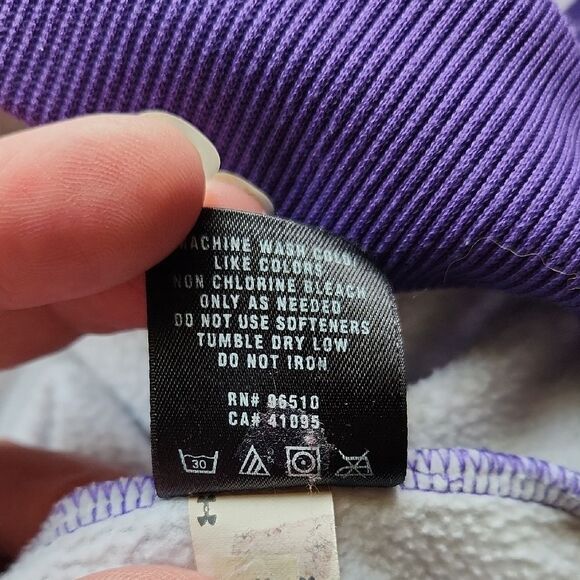 MACHINE WASH COLD
LIKE COLORS
NON CHLORINE BLEACH
ONLY AS NEEDED
DO NOT USE SOFTENERS
TUMBLE DRY LOW
DO NOT IRON
RN# 96510
CA# 41095
30